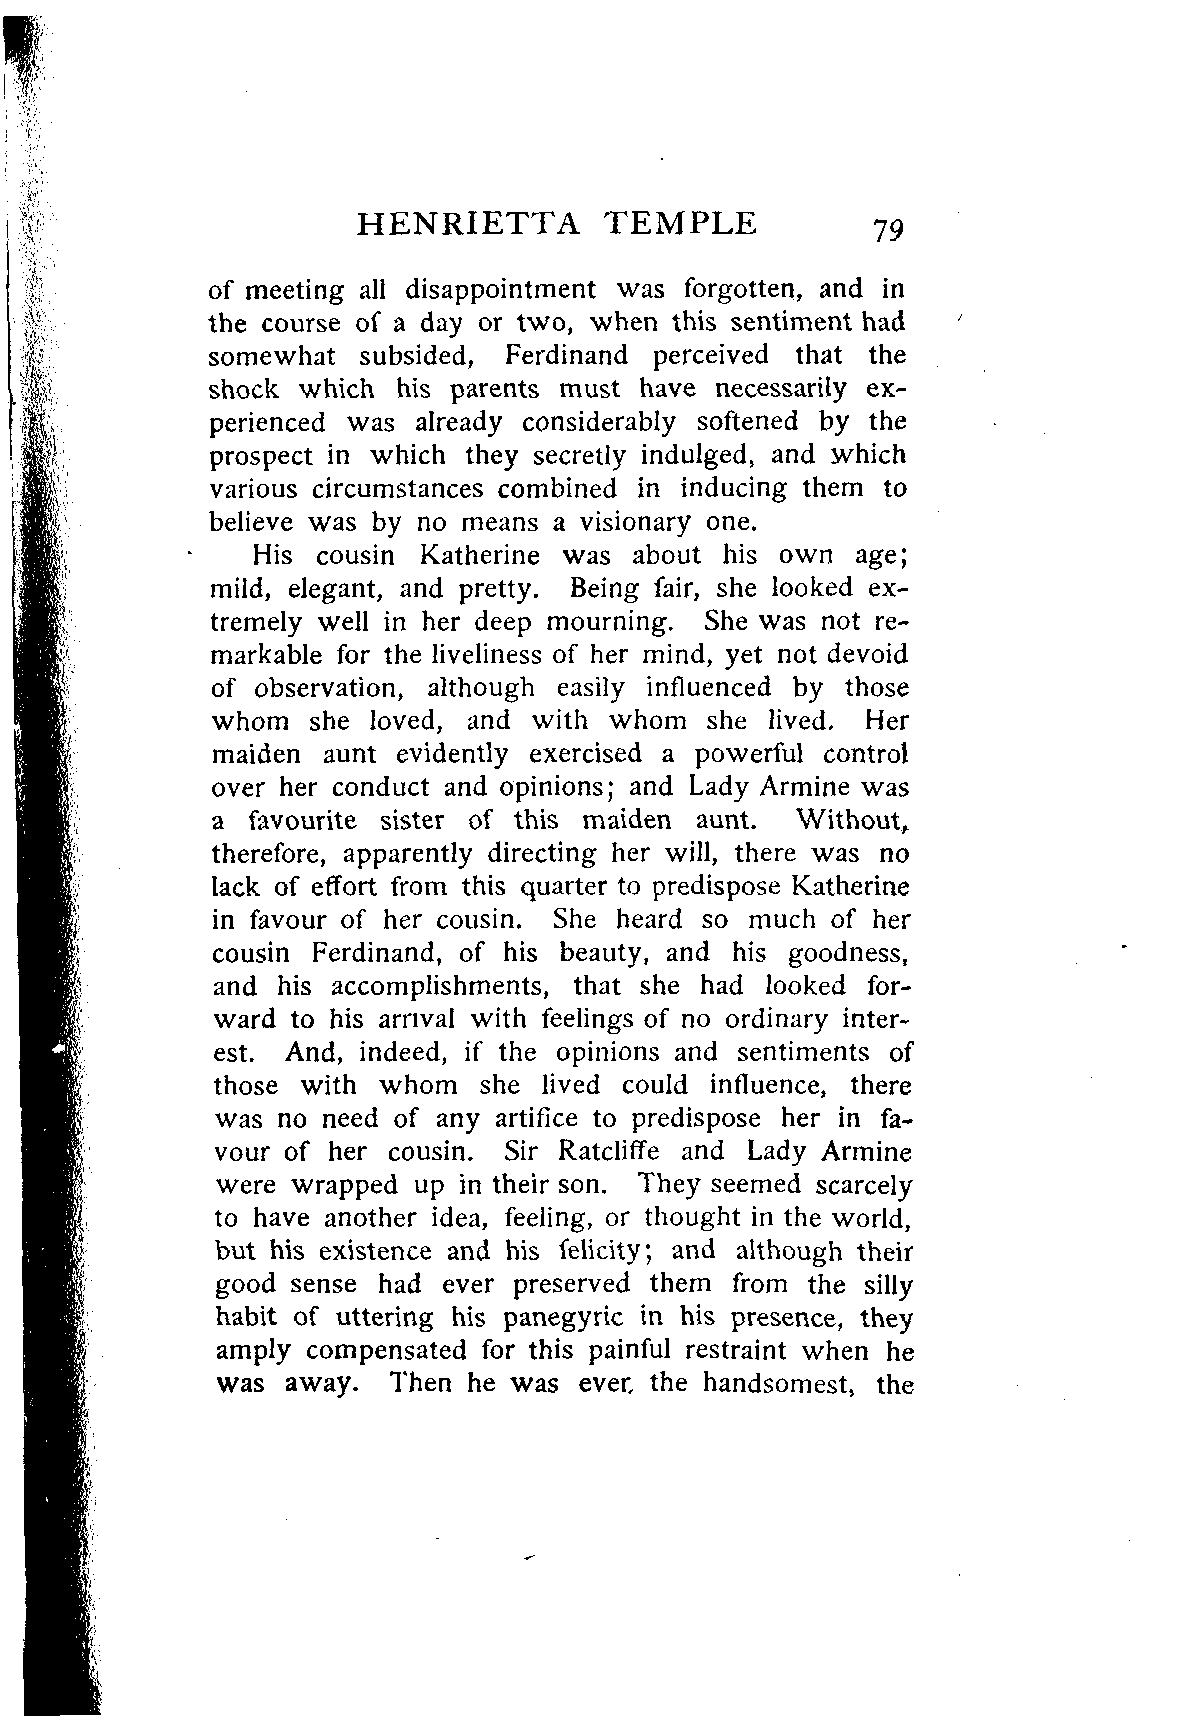 HENRIETTA TEMPLE 79
of meeting all disappointment was forgotten, and in
the course of a day or two, when this sentiment had
somewhat subsided, Ferdinand perceived that the
shock which his parents must have necessarily ex-
perienced was already considerably softened by the
prospect in which they secretly indulged, and which
various circumstances combined in inducing them to
believe was by no means a visionary one.
His cousin Katherine was about his own age;
mild, elegant, and pretty. Being fair, she looked ex-
tremely well in her deep mourning. She was not re-
markable for the liveliness of her mind, yet not devoid
of observation, although easily influenced by those
whom she loved, and with whom she lived. Her
maiden aunt evidently exercised a powerful control
over her conduct and opinions; and Lady Armine was
a favourite sister of this maiden aunt. Without,
therefore, apparently directing her will, there was no
lack of effort from this quarter to predispose Katherine
in favour of her cousin. She heard so much of her
cousin Ferdinand, of his beauty, and his goodness,
and his accomplishments, that she had looked for-
ward to his arrival with feelings of no ordinary inter-
est. And, indeed, if the opinions and sentiments of
those with whom she lived could influence, there
was no need of any artifice to predispose her in fa-
vour of her cousin. Sir Ratcliffe and Lady Armine
were wrapped up in their son. They seemed scarcely
to have another idea, feeling, or thought in the world,
but his existence and his felicity; and although their
good sense had ever preserved them from the silly
habit of uttering his panegyric in his presence, they
amply compensated for this painful restraint when he
was away. Then he was ever, the handsomest, the